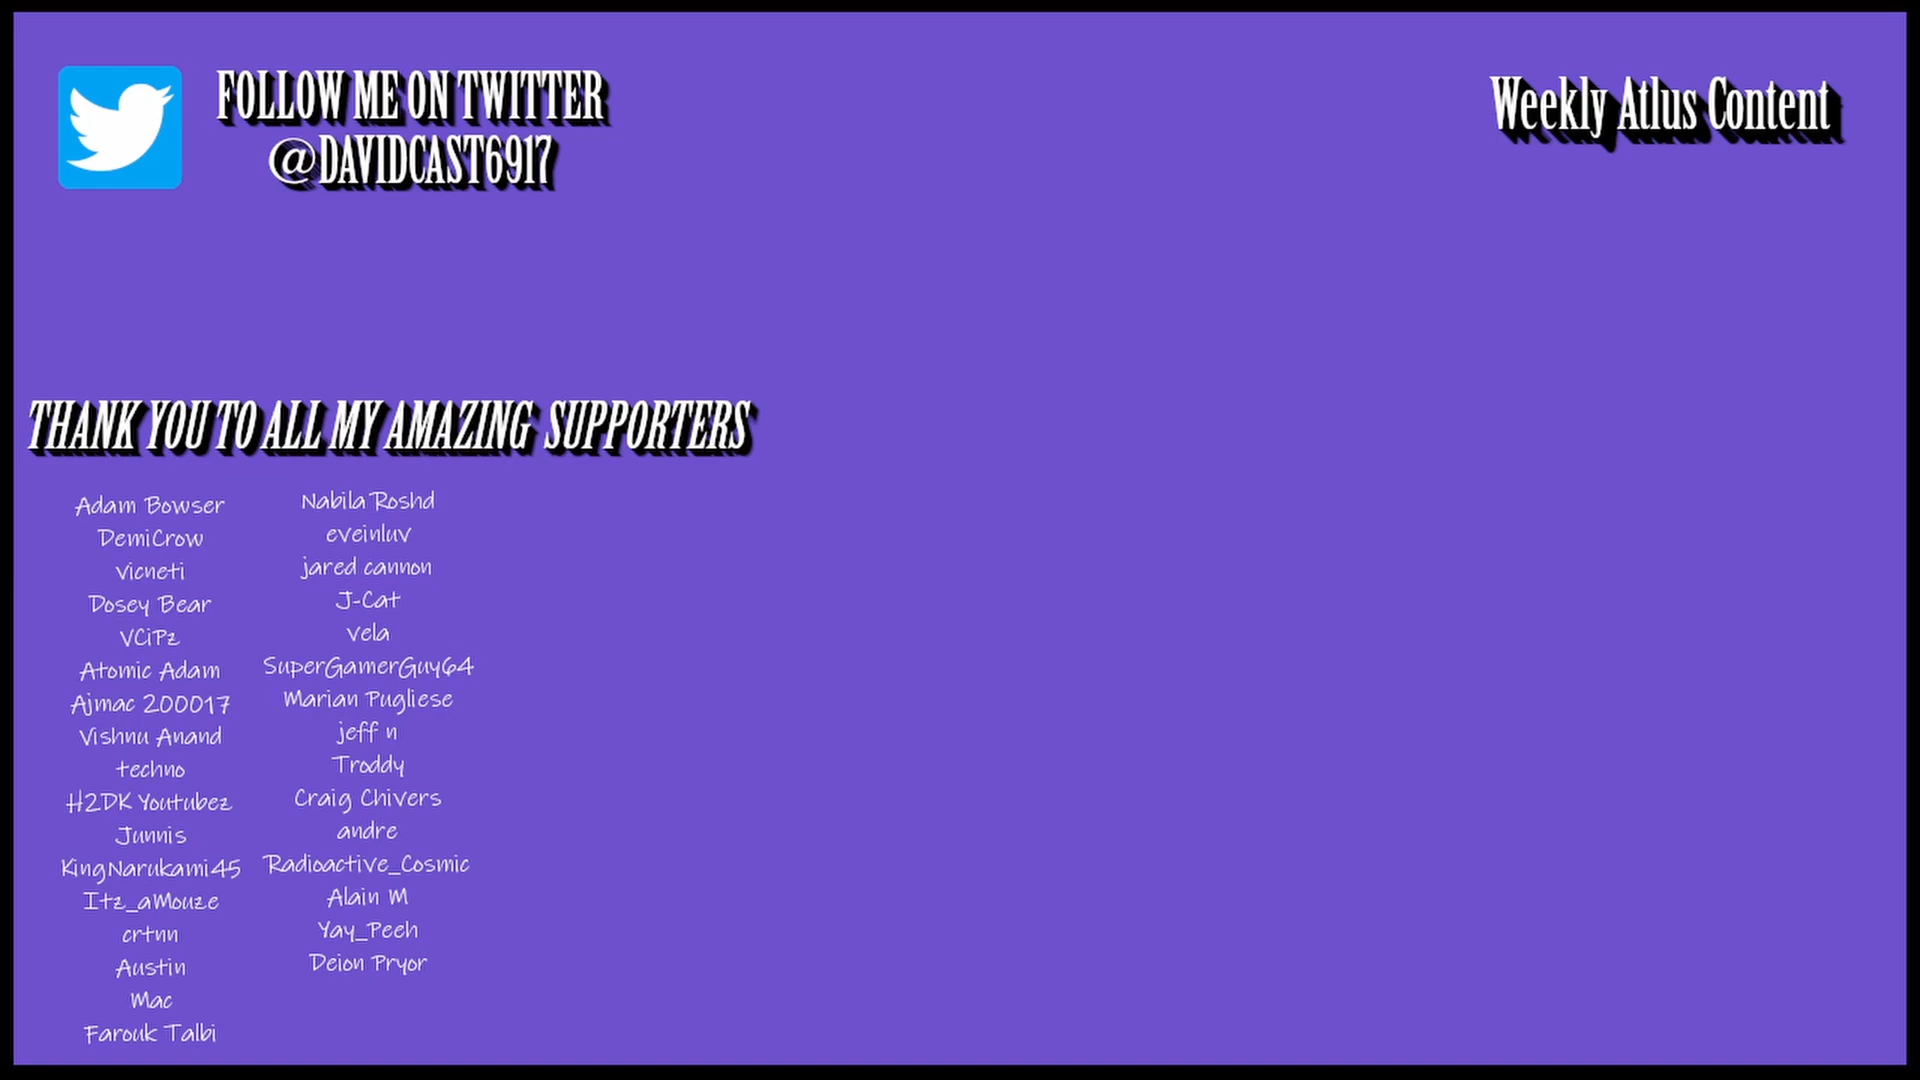 FOLLOW ME ON TWITTER
@DAVIDCAST6917
Weekly Atlus Content
THANK YOU TO ALL MY AMAZING SUPPORTERS
Adam Bowser
DemiCrow
vicneti
Dosey Bear
VCiPz
Atomic Adam
Ajmac 200017
Vishnu Anand
techno
H2DK Youtubez
Junnis
KingNarukami45
Itz_aMouze
crtnn
Austin
Mac
Farouk Talbi
Nabila Roshd
eveinluv
jared cannon
J-Cat
vela
SuperGamerGuy64
Marian Pugliese
jeff n
Troddy
Craig Chivers
andre
Radioactive_Cosmic
Alain M
Yay_Peeh
Deion Pryor